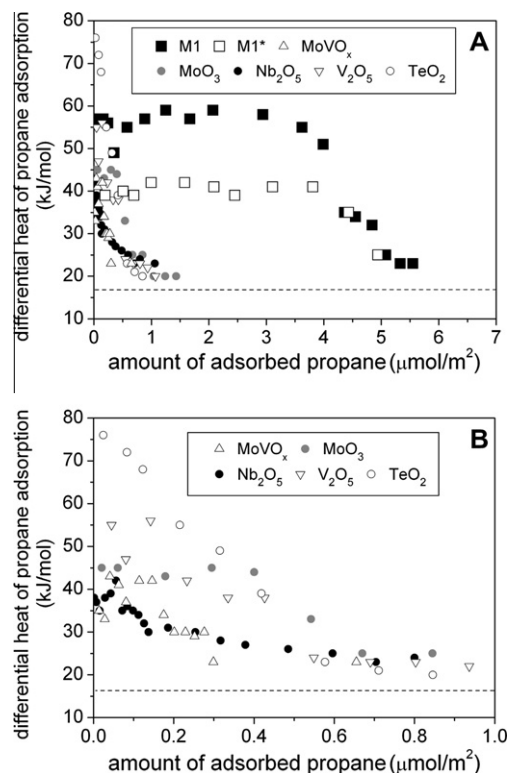 A
■ M1 □ M1* △ MoVOₓ
● MoO₃ ● Nb₂O₅ ▽ V₂O₅ ○ TeO₂
differential heat of propane adsorption
(kJ/mol)
80
70
60
50
40
30
20
10
0 1 2 3 4 5 6 7
amount of adsorbed propane (μmol/m²)
B
△ MoVOₓ ● MoO₃
● Nb₂O₅ ▽ V₂O₅ ○ TeO₂
differential heat of propane adsorption
(kJ/mol)
80
70
60
50
40
30
20
10
0.0 0.2 0.4 0.6 0.8 1.0
amount of adsorbed propane (μmol/m²)